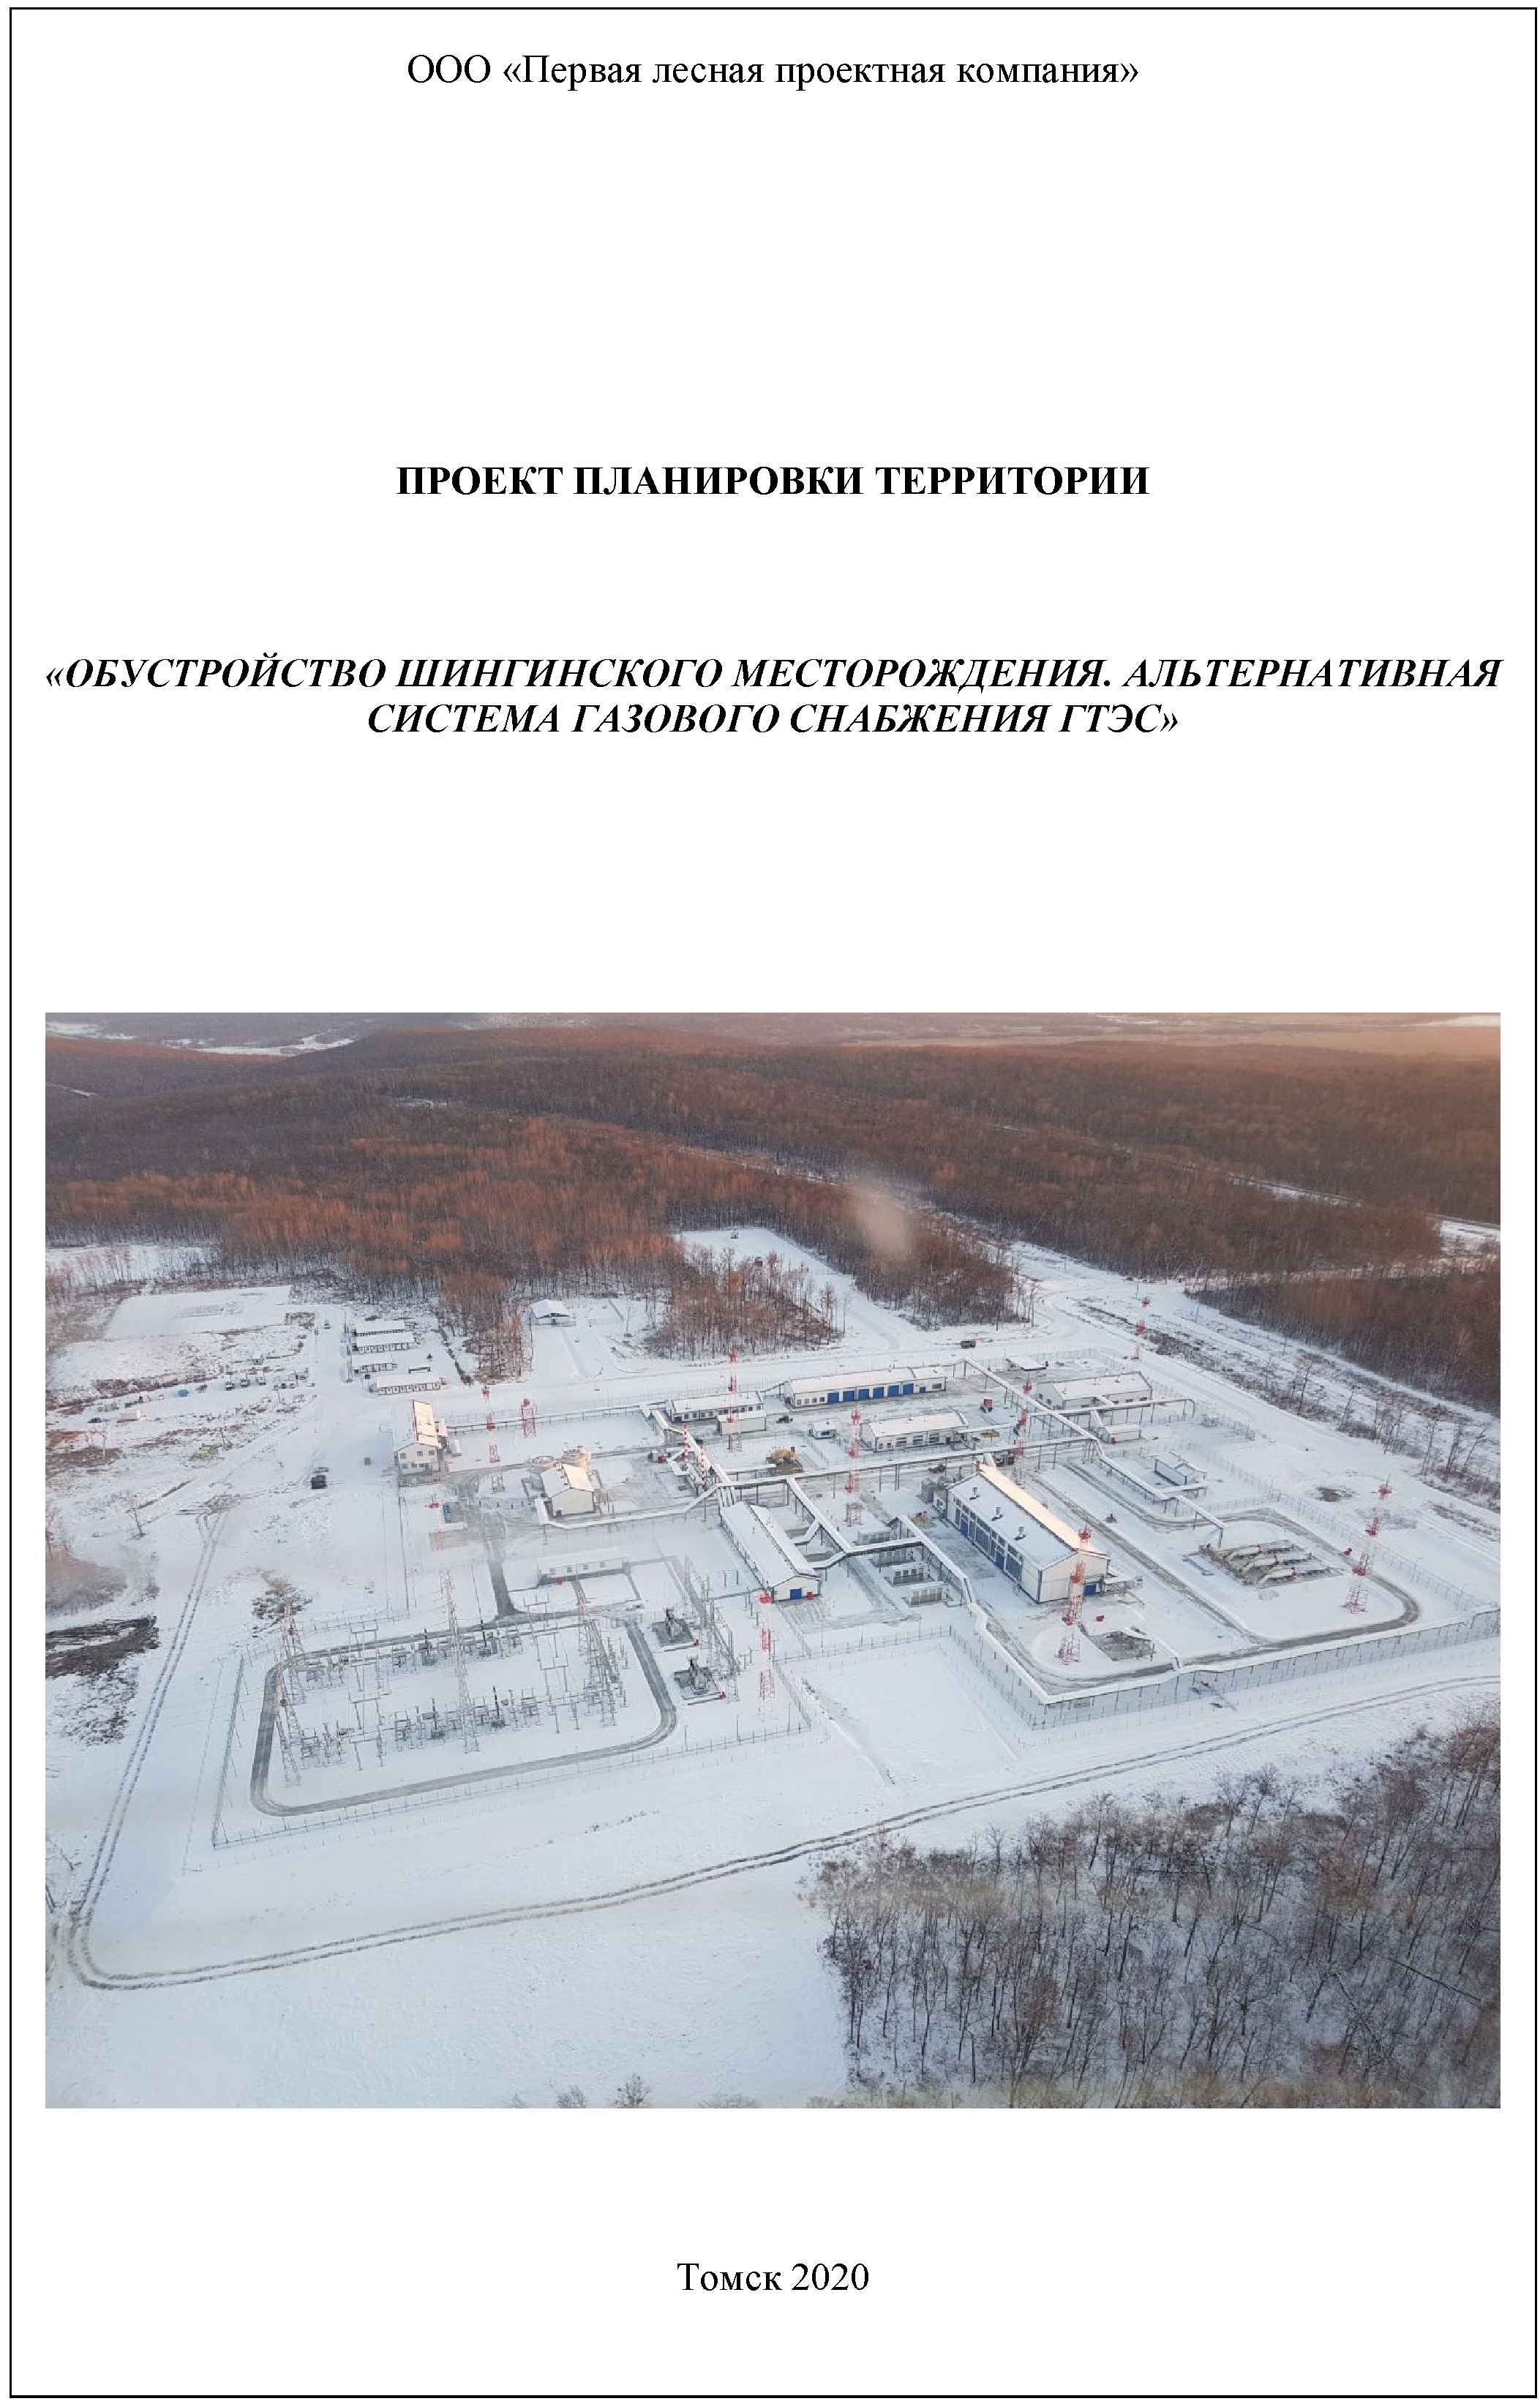 ООО «Первая лесная проектная компания»
ПРОЕКТ ПЛАНИРОВКИ ТЕРРИТОРИИ
«ОБУСТРОЙСТВО ШИНГИНСКОГО МЕСТОРОЖДЕНИЯ. АЛЬТЕРНАТИВНАЯ
СИСТЕМА ГАЗОВОГО СНАБЖЕНИЯ ГТЭС»
Томск 2020